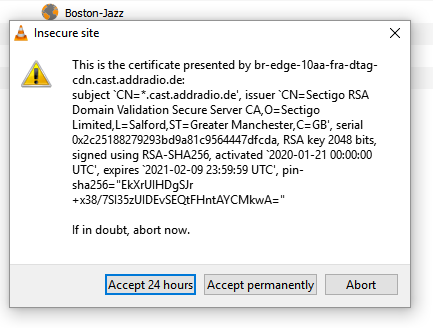 Boston-Jazz
Insecure site
This is the certificate presented by br-edge-10aa-fra-dtag-
cdn.cast.addradio.de:
subject `CN=*.cast.addradio.de', issuer `CN=Sectigo RSA
Domain Validation Secure Server CA,O=Sectigo
Limited,L=Salford,ST=Greater Manchester,C=GB', serial
0x2c25188279293bd9a81c9564447dfcda, RSA key 2048 bits,
signed using RSA-SHA256, activated `2020-01-21 00:00:00
UTC', expires `2021-02-09 23:59:59 UTC', pin-
sha256="EkXrUIHDgSJr
+x38/7SI35zUIDEvSEQtFHntAYCMkwA="
If in doubt, abort now.
Accept 24 hours
Accept permanently
Abort